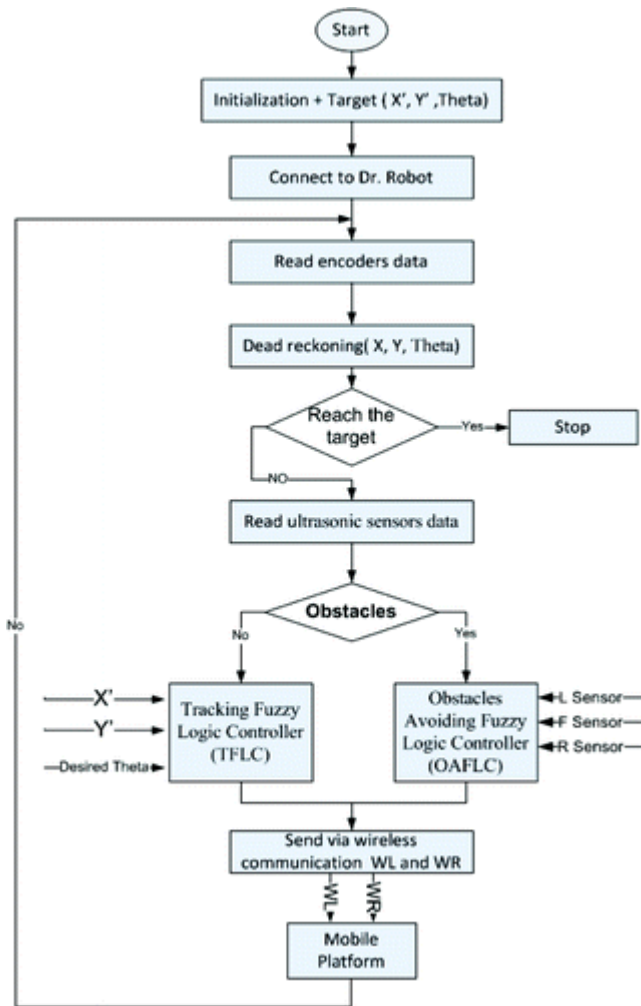 Start
Initialization + Target ( X', Y' ,Theta)
Connect to Dr. Robot
Read encoders data
Dead reckoning( X, Y, Theta)
Reach the
target
Yes
Stop
NO
Read ultrasonic sensors data
Obstacles
No
No
Yes
X'
Y'
Desired Theta
Tracking Fuzzy
Logic Controller
(TFLC)
Obstacles
Avoiding Fuzzy
Logic Controller
(OAFLC)
L Sensor
F Sensor
R Sensor
Send via wireless
communication WL and WR
WL
WR
Mobile
Platform